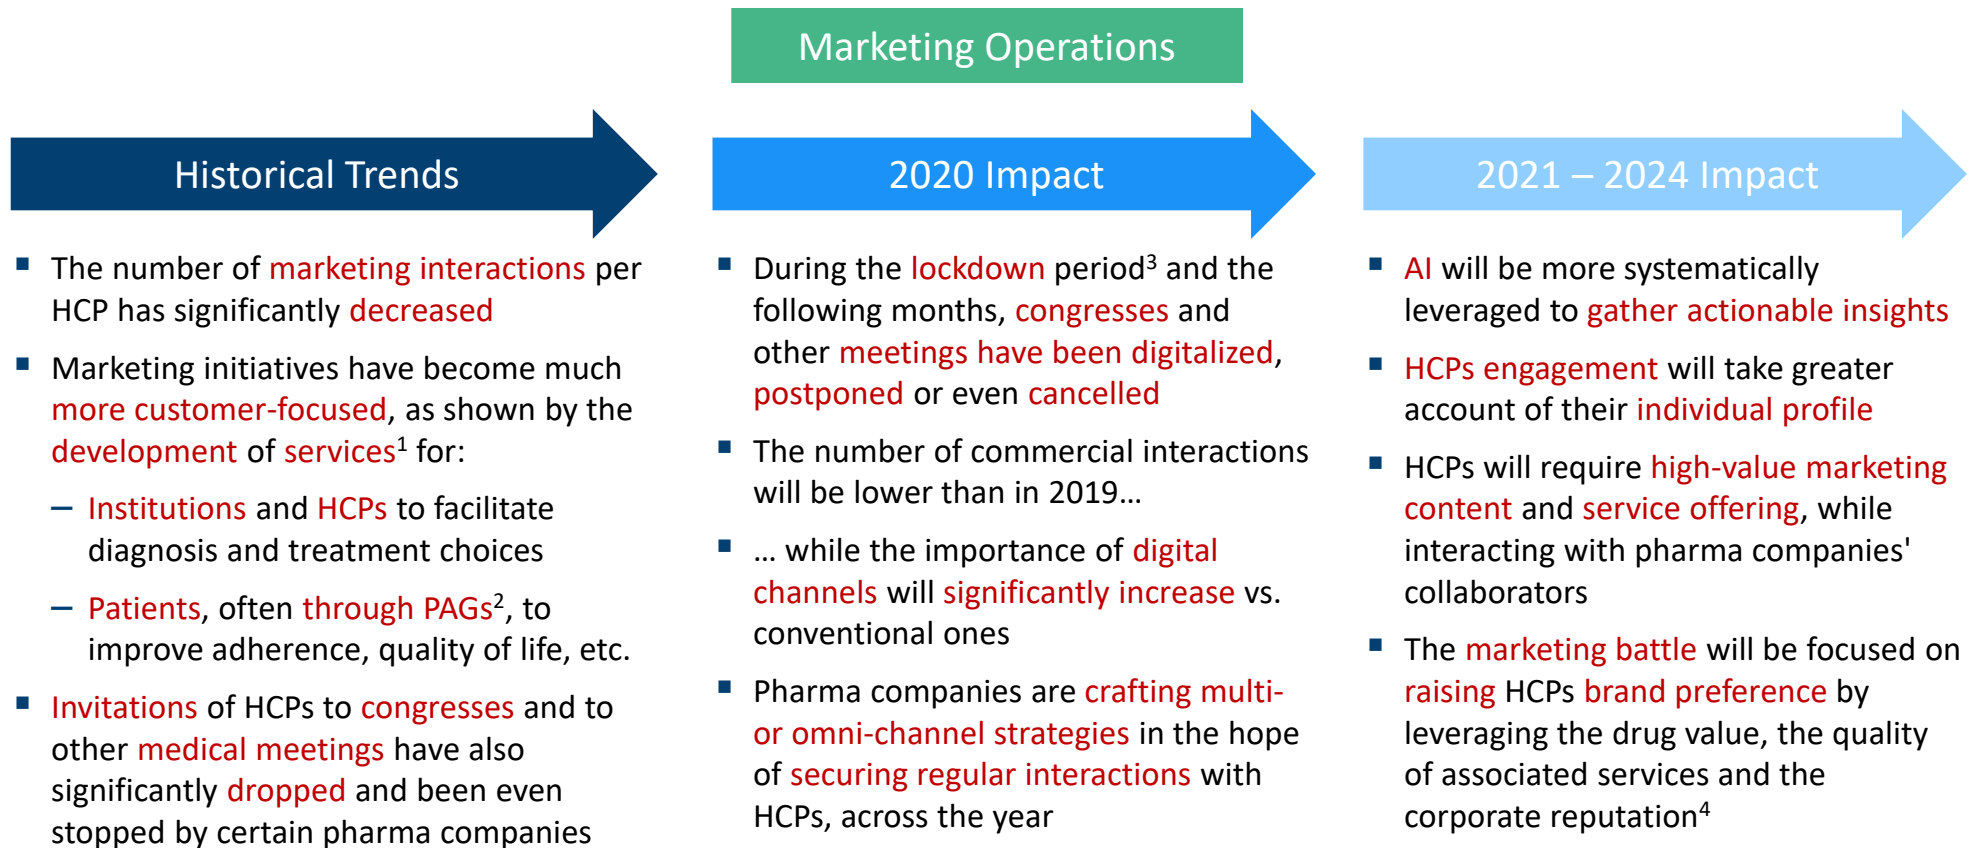 Marketing Operations
Historical Trends
▪ The number of marketing interactions per
HCP has significantly decreased
▪ Marketing initiatives have become much
more customer-focused, as shown by the
development of services¹ for:
– Institutions and HCPs to facilitate
diagnosis and treatment choices
– Patients, often through PAGs², to
improve adherence, quality of life, etc.
▪ Invitations of HCPs to congresses and to
other medical meetings have also
significantly dropped and been even
stopped by certain pharma companies
2020 Impact
▪ During the lockdown period³ and the
following months, congresses and
other meetings have been digitalized,
postponed or even cancelled
▪ The number of commercial interactions
will be lower than in 2019…
▪ … while the importance of digital
channels will significantly increase vs.
conventional ones
▪ Pharma companies are crafting multi-
or omni-channel strategies in the hope
of securing regular interactions with
HCPs, across the year
2021 – 2024 Impact
▪ AI will be more systematically
leveraged to gather actionable insights
▪ HCPs engagement will take greater
account of their individual profile
▪ HCPs will require high-value marketing
content and service offering, while
interacting with pharma companies'
collaborators
▪ The marketing battle will be focused on
raising HCPs brand preference by
leveraging the drug value, the quality
of associated services and the
corporate reputation⁴